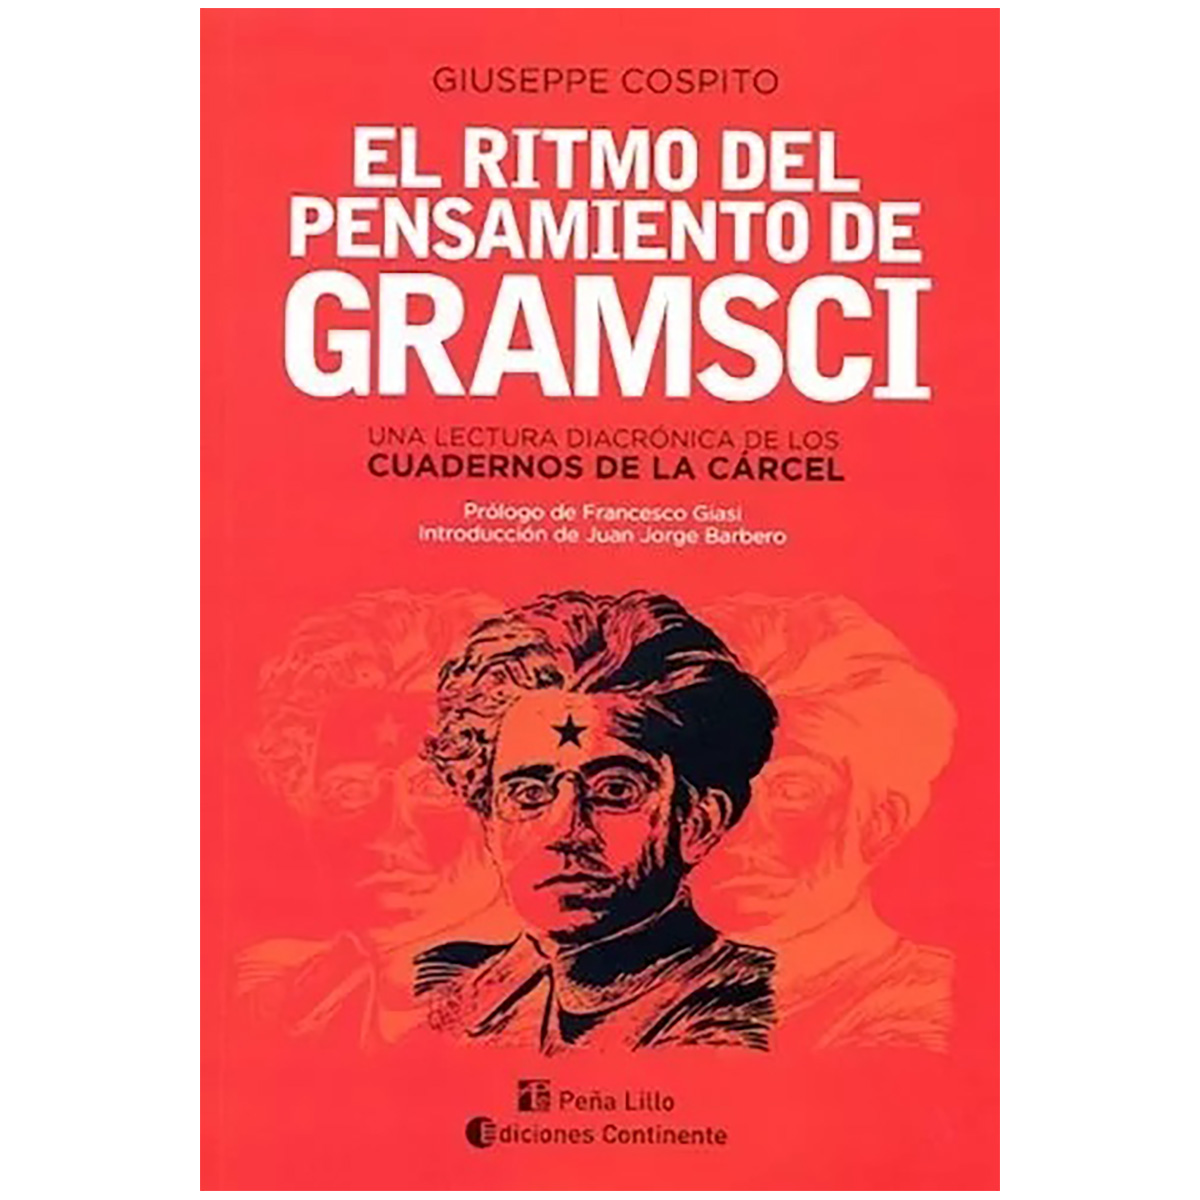 GIUSEPPE COSPITO
EL RITMO DEL
PENSAMIENTO DE
GRAMSCI
UNA LECTURA DIACRÓNICA DE LOS
CUADERNOS DE LA CÁRCEL
Prólogo de Francesco Giasi
Introducción de Juan Jorge Barbero
Peña Lillo
Ediciones Continente